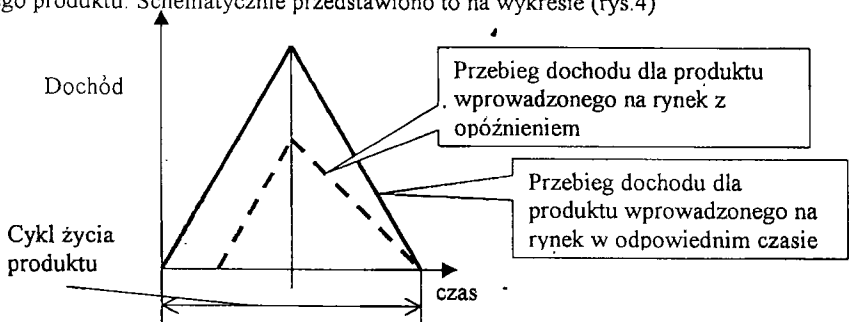 ego produktu. Schematycznie przedstawiono to na wykresie (rys.4)
Dochód
Przebieg dochodu dla produktu
wprowadzonego na rynek z
opóźnieniem
Przebieg dochodu dla
produktu wprowadzonego na
rynek w odpowiednim czasie
Cykl życia
produktu
czas